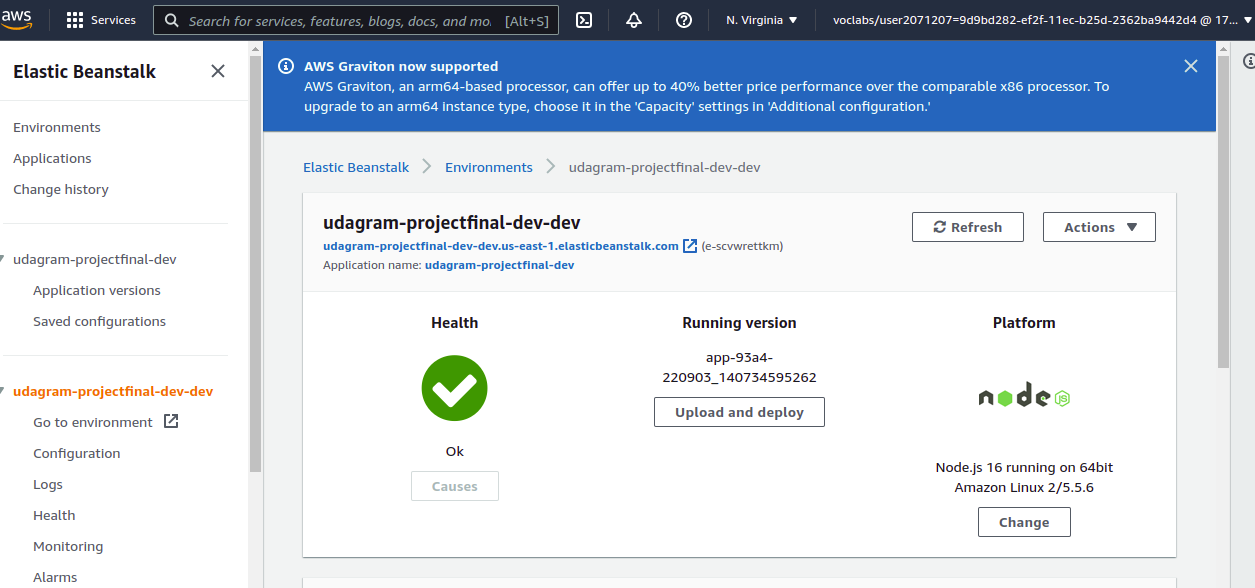 aws
Services
Search for services, features, blogs, docs, and mo
[Alt+S]
N. Virginia
voclabs/user2071207=9d9bd282-ef2f-11ec-b25d-2362ba9442d4 @ 17...
Elastic Beanstalk
Environments
Applications
Change history
udagram-projectfinal-dev
Application versions
Saved configurations
udagram-projectfinal-dev-dev
Go to environment
Configuration
Logs
Health
Monitoring
Alarms
AWS Graviton now supported
AWS Graviton, an arm64-based processor, can offer up to 40% better price performance over the comparable x86 processor. To
upgrade to an arm64 instance type, choose it in the 'Capacity' settings in 'Additional configuration.'
Elastic Beanstalk
Environments
udagram-projectfinal-dev-dev
udagram-projectfinal-dev-dev
udagram-projectfinal-dev-dev.us-east-1.elasticbeanstalk.com (e-scvwrettkm)
Application name: udagram-projectfinal-dev
Refresh
Actions
Health
Ok
Causes
Running version
app-93a4-
220903_140734595262
Upload and deploy
Platform
node
JS
Node.js 16 running on 64bit
Amazon Linux 2/5.5.6
Change